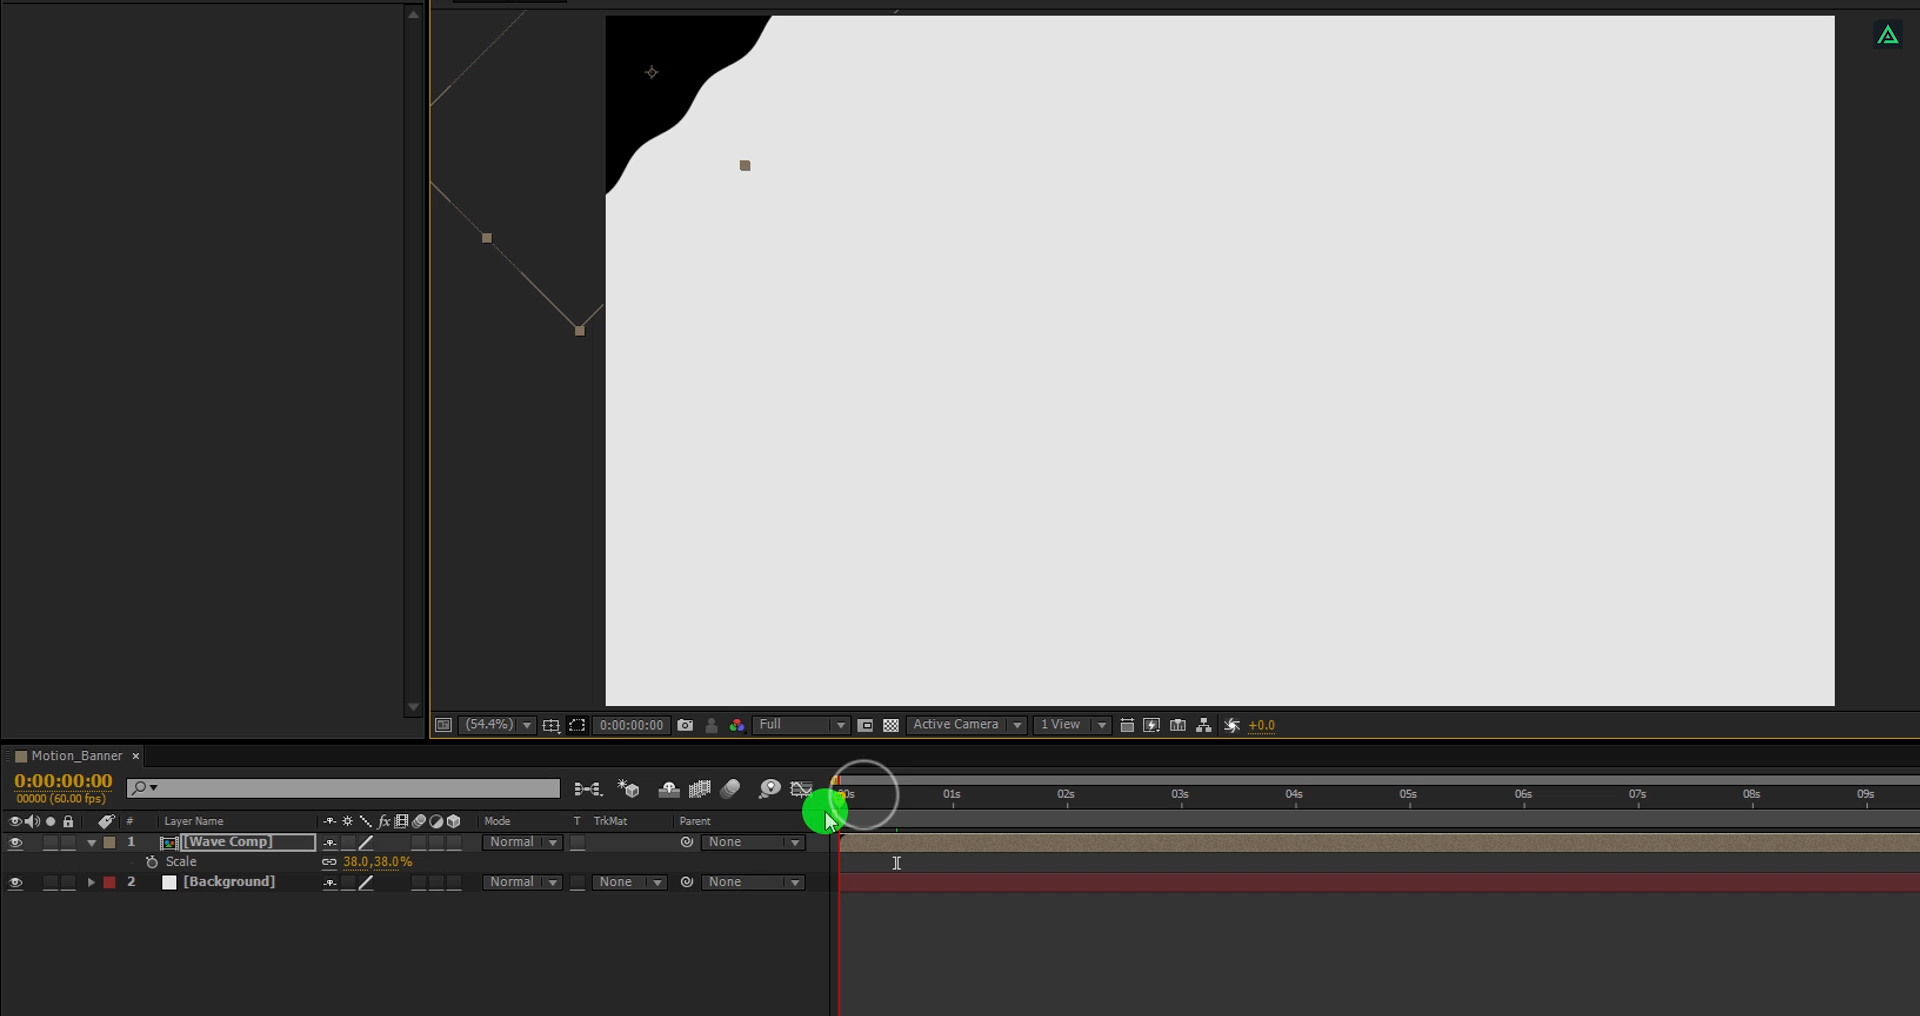 (54.4%) 0:00:00:00 Full Active Camera 1 View +0.0
Motion_Banner ×
0:00:00:00
00000 (60.00 fps)
00s 01s 02s 03s 04s 05s 06s 07s 08s 09s
# Layer Name fx Mode T TrkMat Parent
1 [Wave Comp] Normal None
Scale 38.0,38.0%
2 [Background] Normal None None